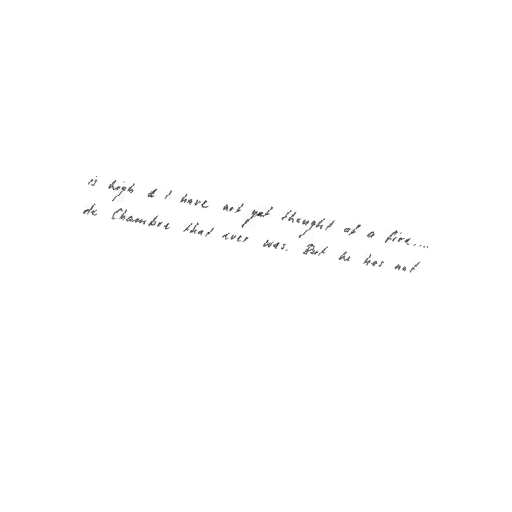 is high & I have not yet thought of a fire....
de Chambre that ever was. But he has not